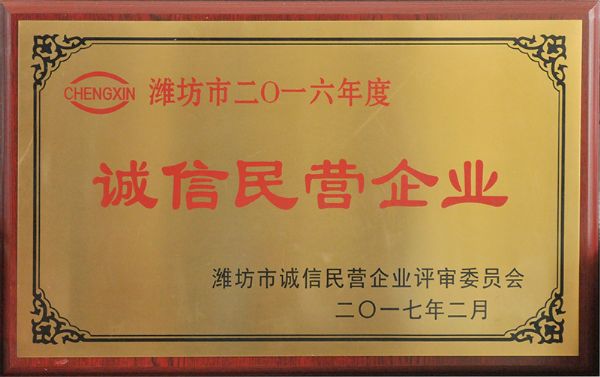 CHENGXIN 潍坊市二〇一六年度
诚信民营企业
潍坊市诚信民营企业评审委员会
二〇一七年二月